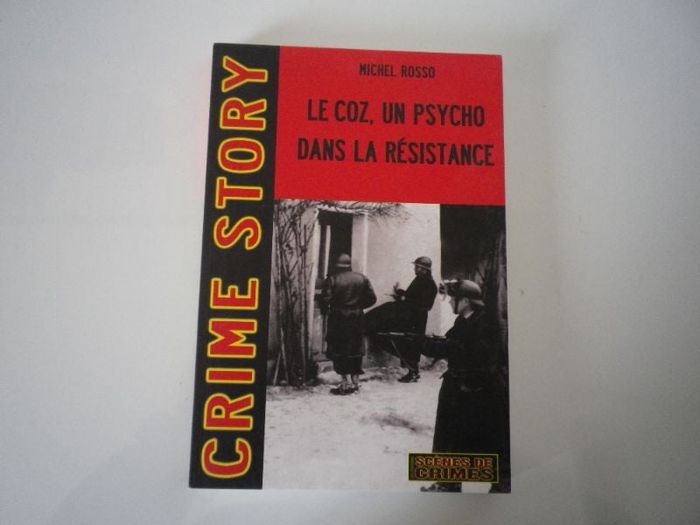 CRIME STORY
MICHEL ROSSO
LE COZ, UN PSYCHO
DANS LA RÉSISTANCE
SCÈNES DE
CRIMES